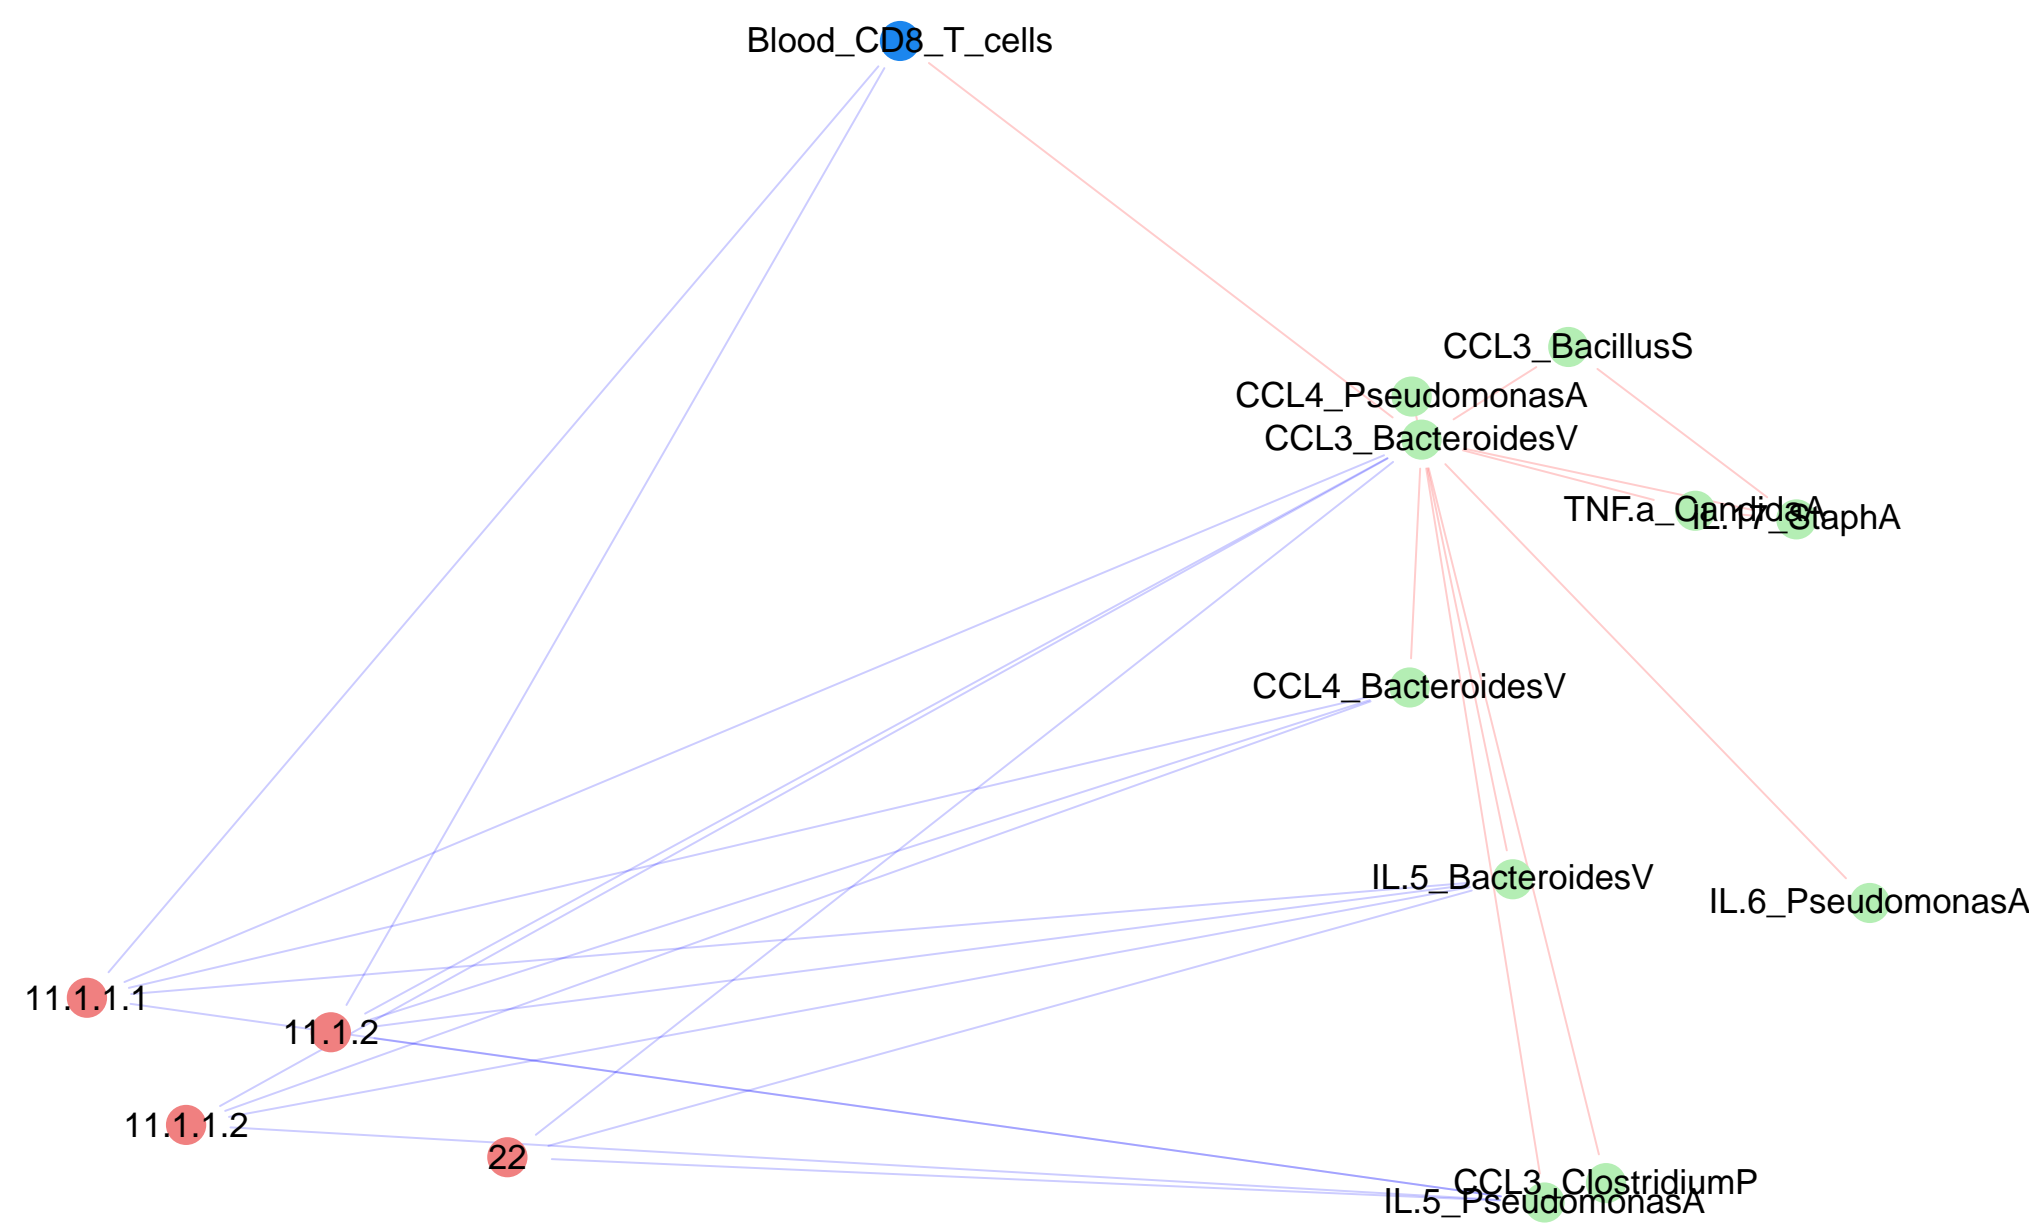 Blood_CD8_T_cells
CCL3_BacillusS
CCL4_PseudomonasA
CCL3_BacteroidesV
TNF.a_CandidaA
IL.17_StaphA
CCL4_BacteroidesV
IL.5_BacteroidesV
IL.6_PseudomonasA
11.1.1.1
11.1.2
11.1.1.2
22
CCL3_ClostridiumP
IL.5_PseudomonasA